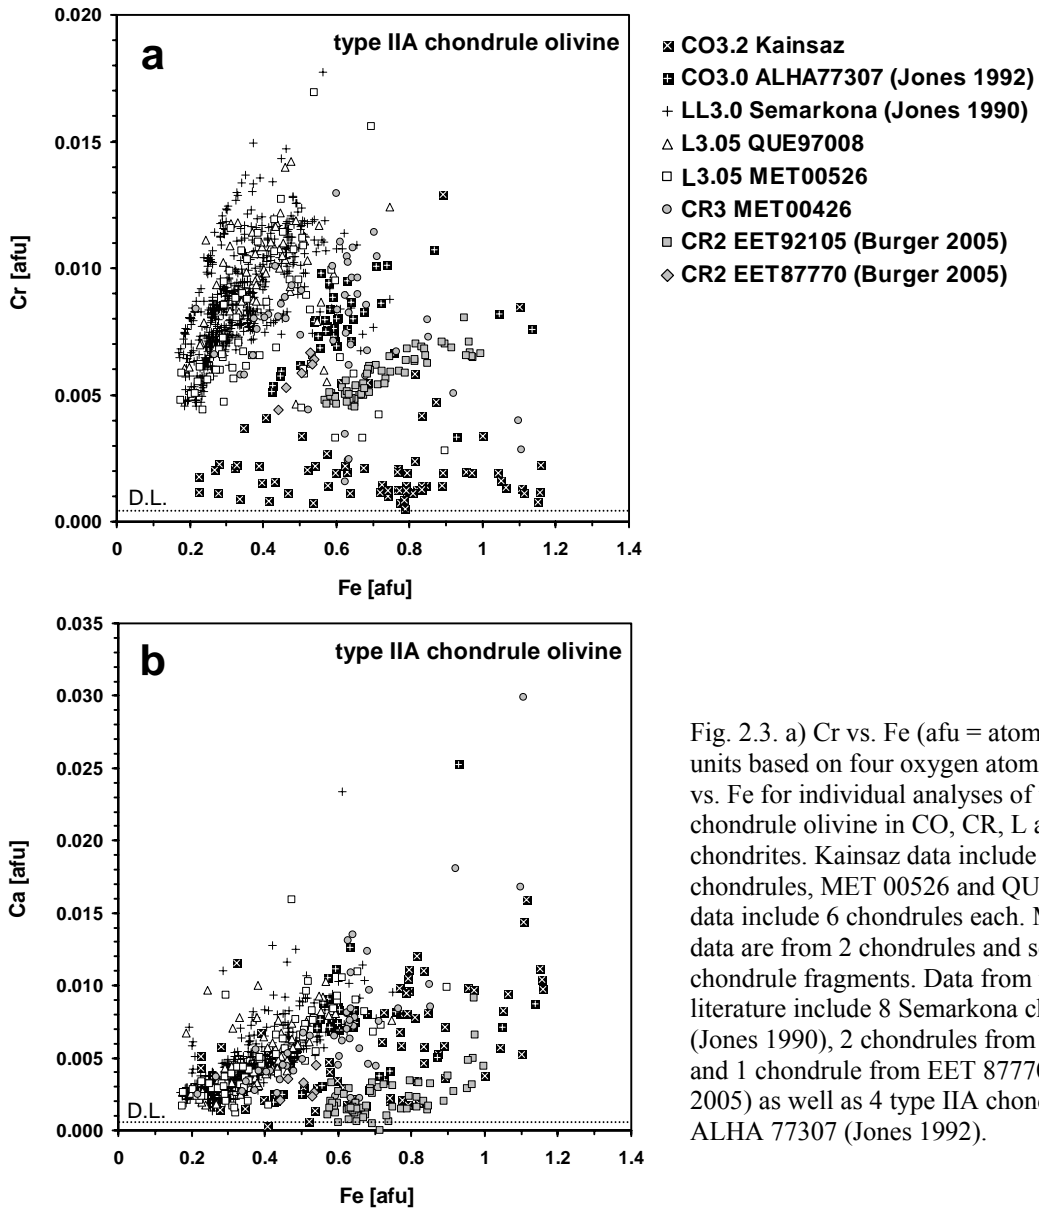 a
type IIA chondrule olivine
0.020
0.015
0.010
0.005
0.000
Cr [afu]
D.L.
0 0.2 0.4 0.6 0.8 1 1.2 1.4
Fe [afu]
CO3.2 Kainsaz
CO3.0 ALHA77307 (Jones 1992)
LL3.0 Semarkona (Jones 1990)
L3.05 QUE97008
L3.05 MET00526
CR3 MET00426
CR2 EET92105 (Burger 2005)
CR2 EET87770 (Burger 2005)
b
type IIA chondrule olivine
0.035
0.030
0.025
0.020
0.015
0.010
0.005
0.000
Ca [afu]
D.L.
0 0.2 0.4 0.6 0.8 1 1.2 1.4
Fe [afu]
Fig. 2.3. a) Cr vs. Fe (afu = atom
units based on four oxygen atom
vs. Fe for individual analyses of
chondrule olivine in CO, CR, L a
chondrites. Kainsaz data include
chondrules, MET 00526 and QU
data include 6 chondrules each. M
data are from 2 chondrules and s
chondrule fragments. Data from
literature include 8 Semarkona c
(Jones 1990), 2 chondrules from
and 1 chondrule from EET 8777
2005) as well as 4 type IIA chon
ALHA 77307 (Jones 1992).